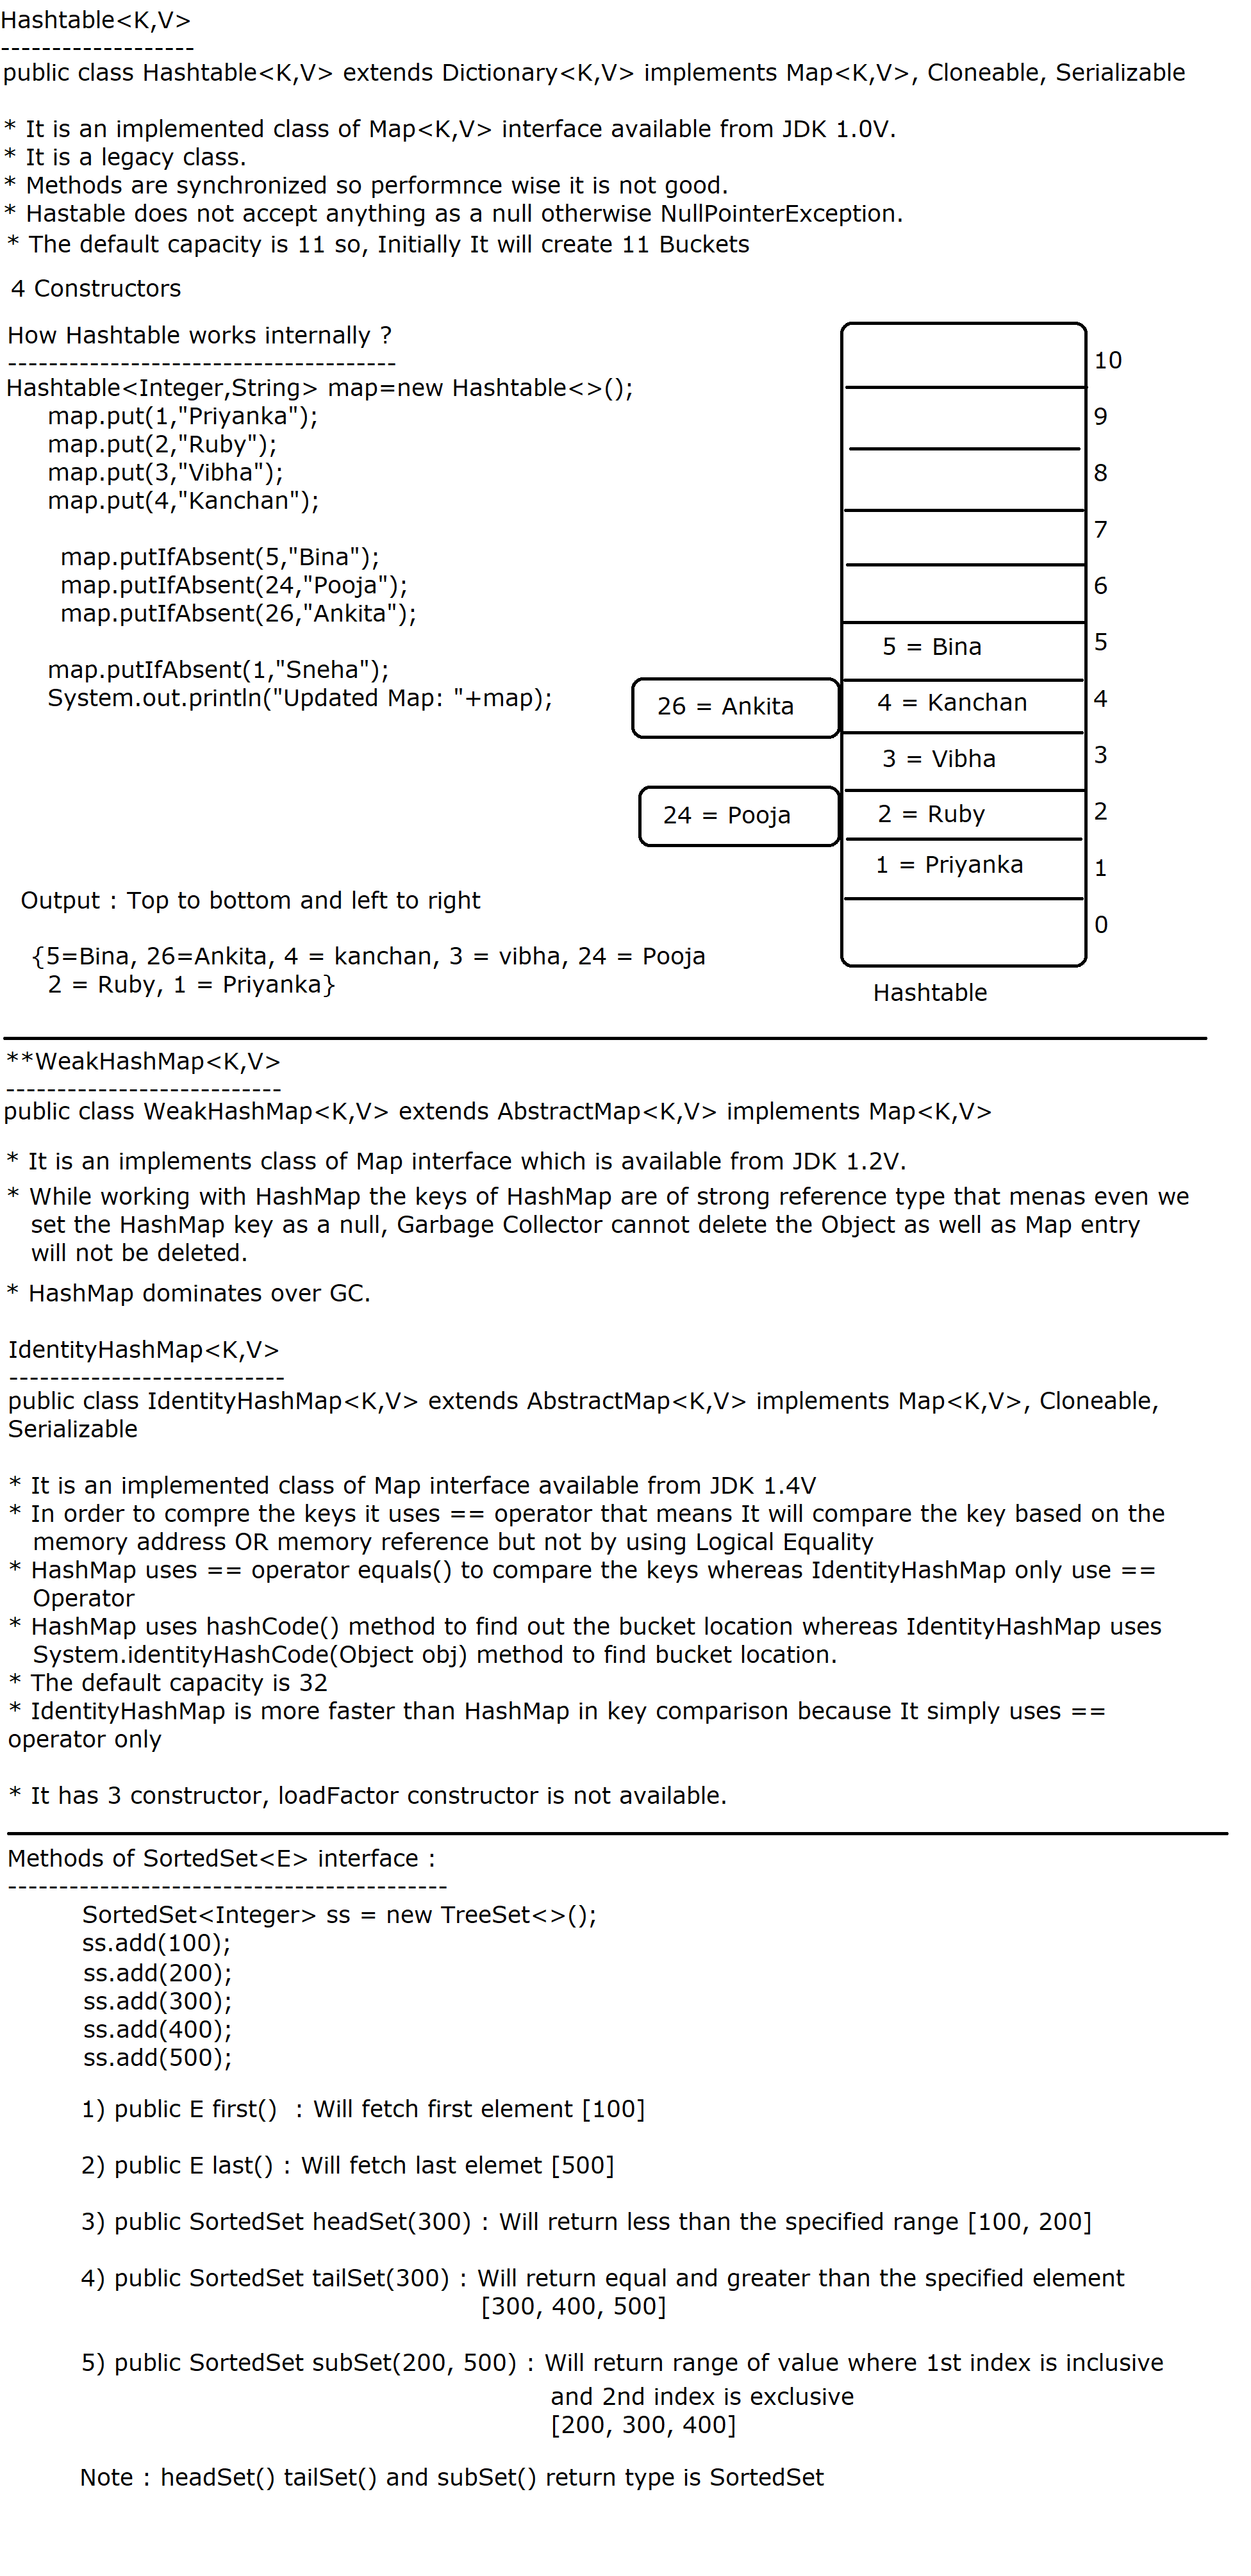 Hashtable<K,V>
-------------------
public class Hashtable<K,V> extends Dictionary<K,V> implements Map<K,V>, Cloneable, Serializable
* It is an implemented class of Map<K,V> interface available from JDK 1.0V.
* It is a legacy class.
* Methods are synchronized so performnce wise it is not good.
* Hastable does not accept anything as a null otherwise NullPointerException.
* The default capacity is 11 so, Initially It will create 11 Buckets
4 Constructors
How Hashtable works internally ?
--------------------------------------
Hashtable<Integer,String> map=new Hashtable<>();
map.put(1,"Priyanka");
map.put(2,"Ruby");
map.put(3,"Vibha");
map.put(4,"Kanchan");
map.putIfAbsent(5,"Bina");
map.putIfAbsent(24,"Pooja");
map.putIfAbsent(26,"Ankita");
map.putIfAbsent(1,"Sneha");
System.out.println("Updated Map: "+map);
10
9
8
7
6
5 = Bina 5
26 = Ankita 4 = Kanchan 4
3 = Vibha 3
24 = Pooja 2 = Ruby 2
1 = Priyanka 1
0
Hashtable
Output : Top to bottom and left to right
{5=Bina, 26=Ankita, 4 = kanchan, 3 = vibha, 24 = Pooja
2 = Ruby, 1 = Priyanka}
**WeakHashMap<K,V>
---------------------------
public class WeakHashMap<K,V> extends AbstractMap<K,V> implements Map<K,V>
* It is an implements class of Map interface which is available from JDK 1.2V.
* While working with HashMap the keys of HashMap are of strong reference type that menas even we
set the HashMap key as a null, Garbage Collector cannot delete the Object as well as Map entry
will not be deleted.
* HashMap dominates over GC.
IdentityHashMap<K,V>
---------------------------
public class IdentityHashMap<K,V> extends AbstractMap<K,V> implements Map<K,V>, Cloneable,
Serializable
* It is an implemented class of Map interface available from JDK 1.4V
* In order to compre the keys it uses == operator that means It will compare the key based on the
memory address OR memory reference but not by using Logical Equality
* HashMap uses == operator equals() to compare the keys whereas IdentityHashMap only use ==
Operator
* HashMap uses hashCode() method to find out the bucket location whereas IdentityHashMap uses
System.identityHashCode(Object obj) method to find bucket location.
* The default capacity is 32
* IdentityHashMap is more faster than HashMap in key comparison because It simply uses ==
operator only
* It has 3 constructor, loadFactor constructor is not available.
Methods of SortedSet<E> interface :
-------------------------------------------
SortedSet<Integer> ss = new TreeSet<>();
ss.add(100);
ss.add(200);
ss.add(300);
ss.add(400);
ss.add(500);
1) public E first() : Will fetch first element [100]
2) public E last() : Will fetch last elemet [500]
3) public SortedSet headSet(300) : Will return less than the specified range [100, 200]
4) public SortedSet tailSet(300) : Will return equal and greater than the specified element
[300, 400, 500]
5) public SortedSet subSet(200, 500) : Will return range of value where 1st index is inclusive
and 2nd index is exclusive
[200, 300, 400]
Note : headSet() tailSet() and subSet() return type is SortedSet